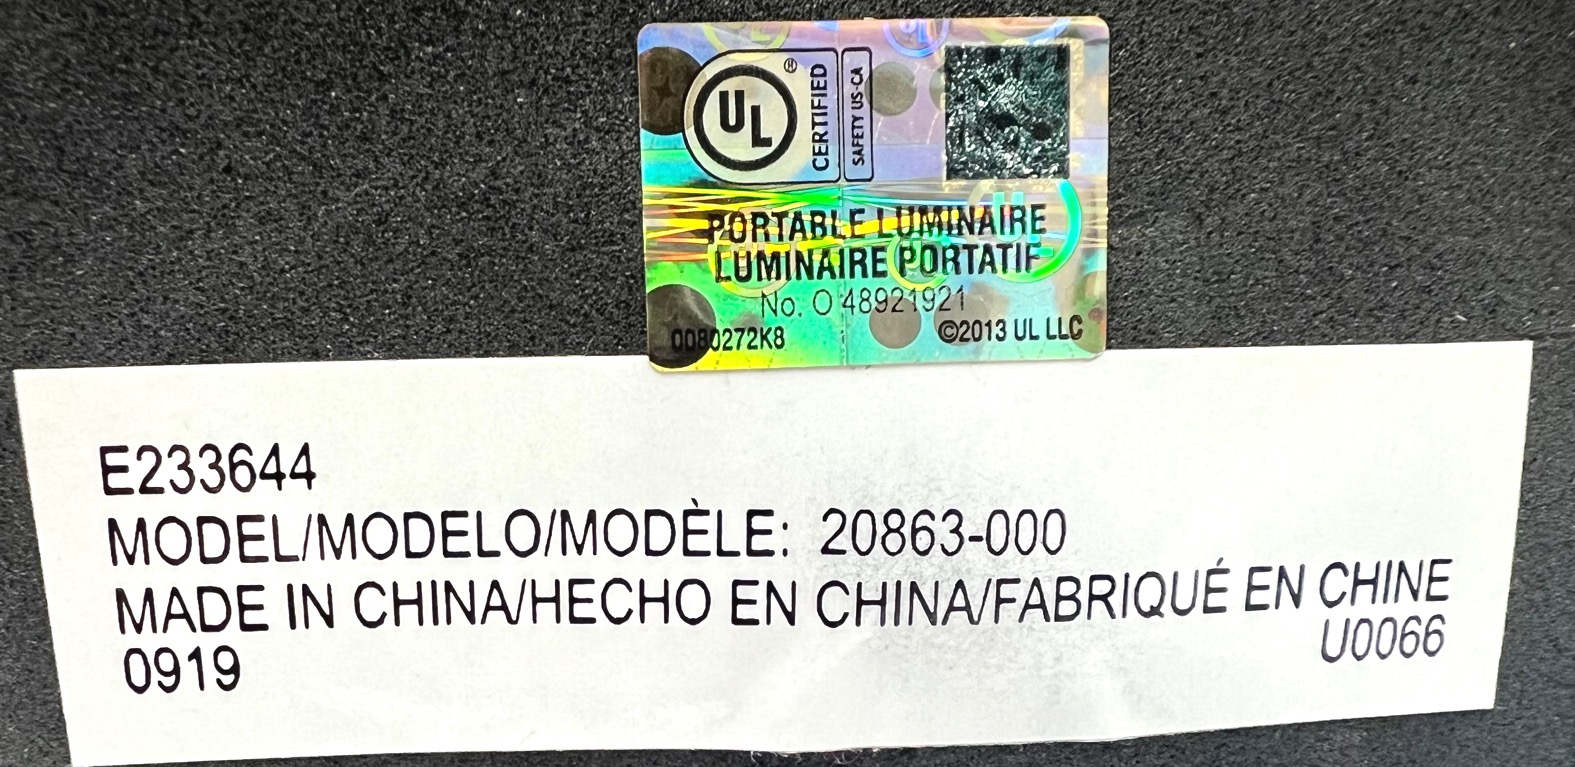 UL ®
CERTIFIED
SAFETY US-CA
PORTABLE LUMINAIRE
LUMINAIRE PORTATIF
No. O 48921921
0080272K8
©2013 UL LLC
E233644
MODEL/MODELO/MODÈLE: 20863-000
MADE IN CHINA/HECHO EN CHINA/FABRIQUÉ EN CHINE
0919
U0066